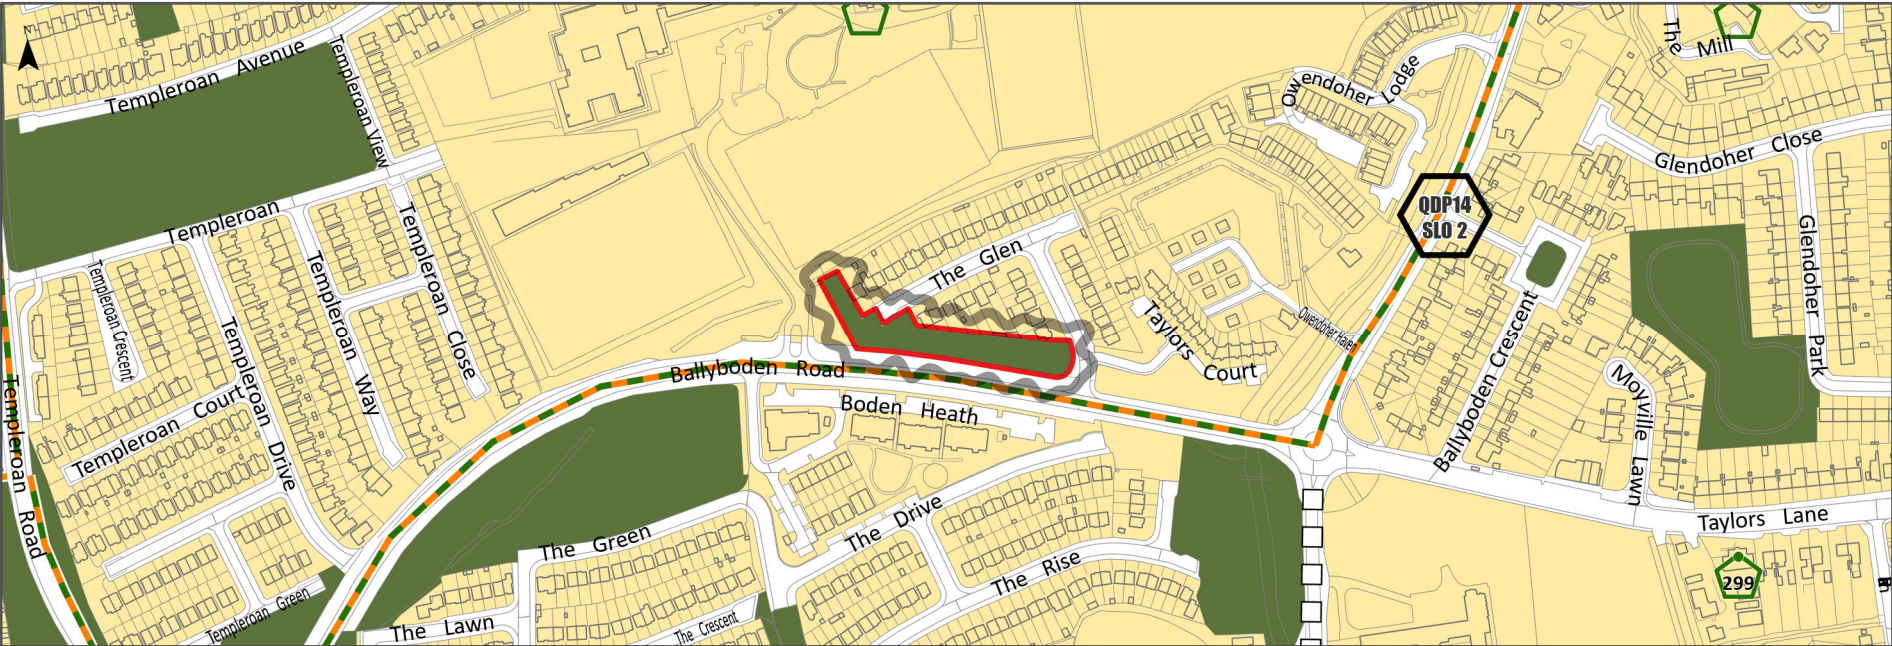 N
Templeroan Avenue
Templeroan View
The Mill
Owendoher Lodge
Glendoher Close
QDP14
SLO 2
Templeroan
Templeroan Close
The Glen
Glendoher Park
Templeroan Crescent
Templeroan Way
Templeroan Drive
Taylors Court
Owendoher Haven
Ballyboden Crescent
Moyville Lawn
Ballyboden Road
Boden Heath
Templeroan Court
Templeroan Road
The Drive
The Green
The Rise
Taylors Lane
299
Templeroan Green
The Lawn
The Crescent